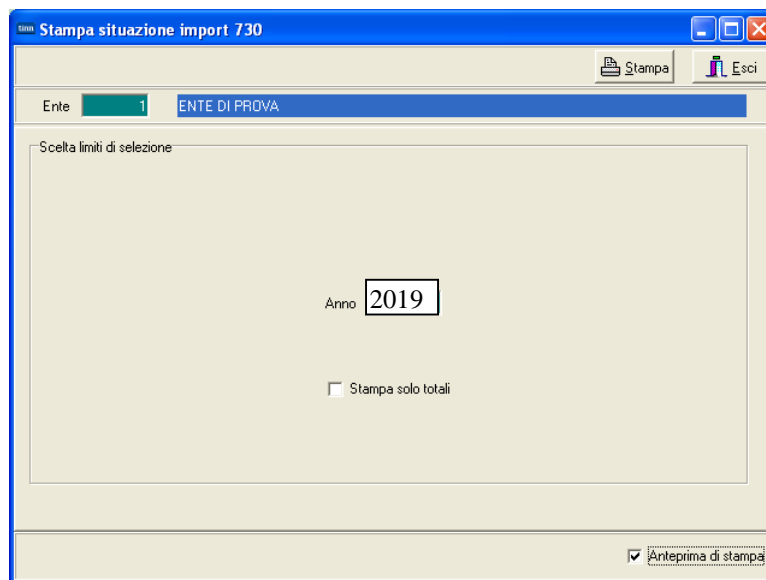 tinn Stampa situazione import 730
Stampa Esci
Ente 1 ENTE DI PROVA
Scelta limiti di selezione
Anno 2019
Stampa solo totali
Anteprima di stampa